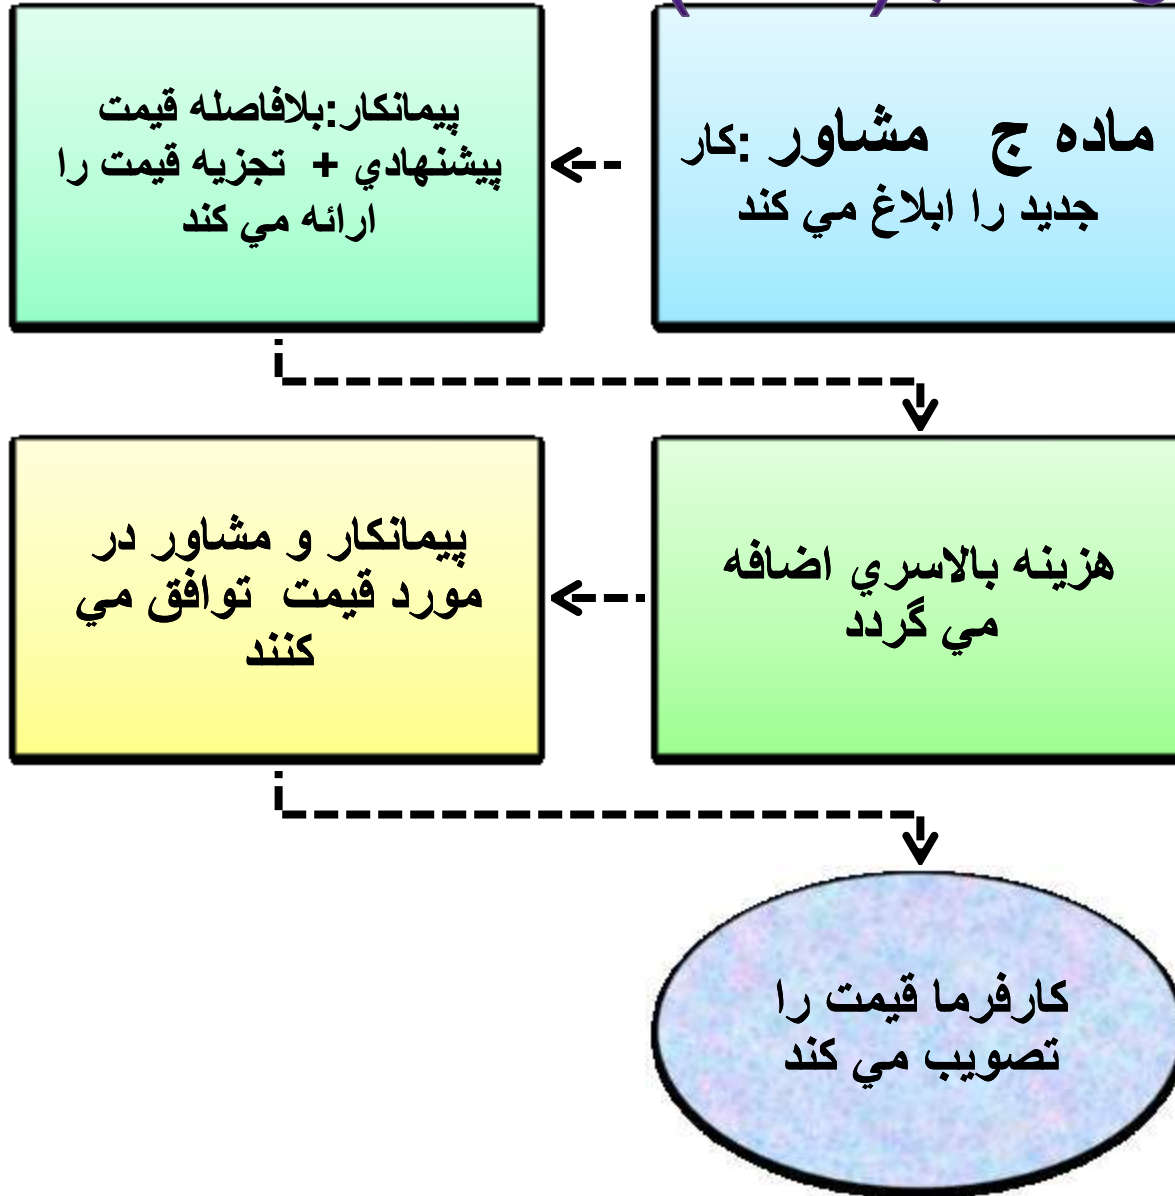 ماده ج مشاور :كار
جديد را ابلاغ مي كند
پيمانكار:بلافاصله قيمت
پيشنهادي + تجزيه قيمت را
ارائه مي كند
هزينه بالاسري اضافه
مي گردد
پيمانكار و مشاور در
مورد قيمت توافق مي
كنند
كارفرما قيمت را
تصويب مي كند